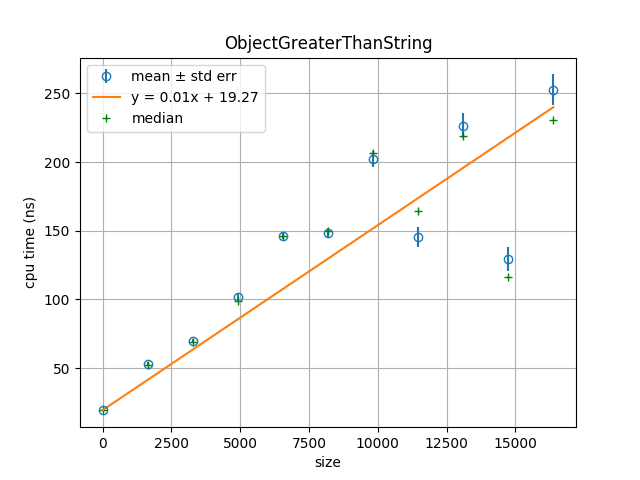 ObjectGreaterThanString
mean ± std err
y = 0.01x + 19.27
median
cpu time (ns)
250
200
150
100
50
0
2500
5000
7500
10000
12500
15000
size